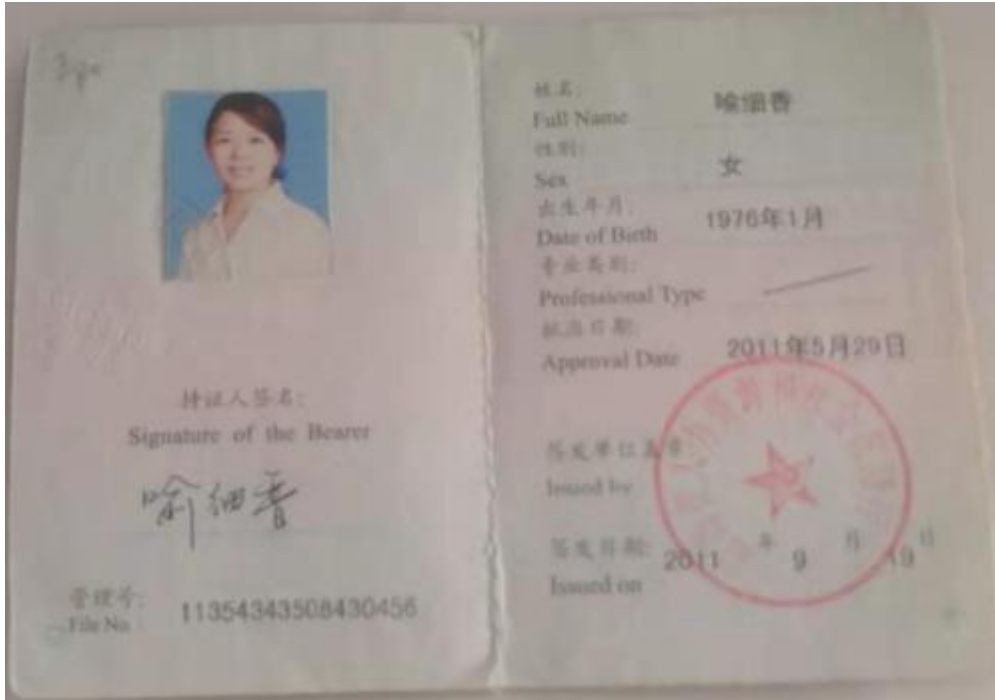 持证人签名:
Signature of the Bearer
喻细香
管理号:
File No.
11354343508430456
姓名:
Full Name
喻细香
性别:
Sex
女
出生年月:
Date of Birth
1976年1月
专业类别:
Professional Type
批准日期:
Approval Date
2011年5月29日
签发单位盖章
Issued by
签发日期:
Issued on
2011 年 9 月 19 日